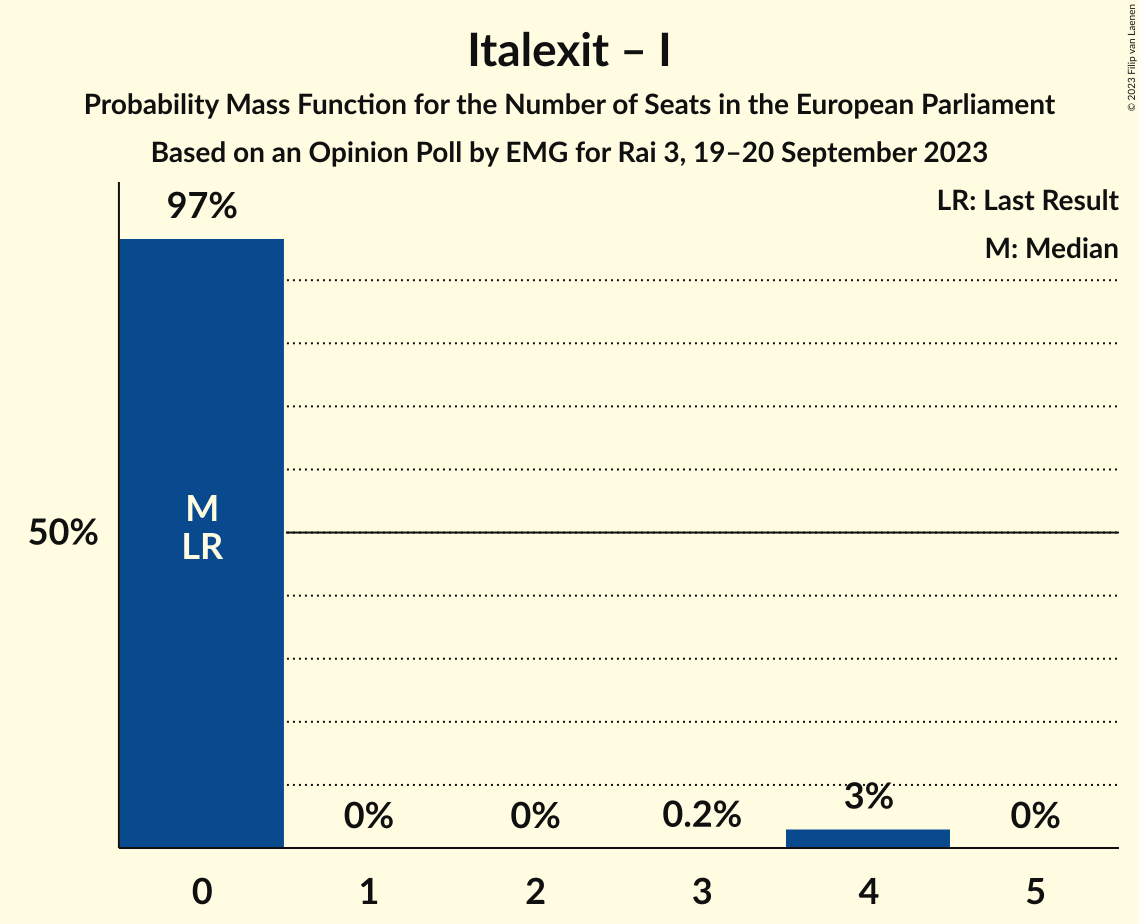 Italexit – I
Probability Mass Function for the Number of Seats in the European Parliament
Based on an Opinion Poll by EMG for Rai 3, 19–20 September 2023
© 2023 Filip van Laenen
LR: Last Result
M: Median
97%
M
LR
50%
0%
0%
0.2%
3%
0%
0
1
2
3
4
5